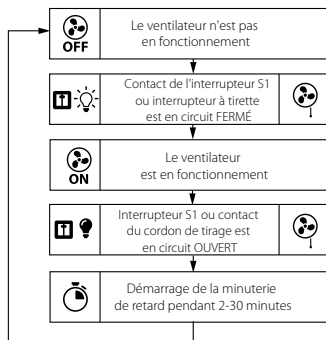 OFF
Le ventilateur n'est pas
en fonctionnement
Contact de l'interrupteur S1
ou interrupteur à tirette
est en circuit FERMÉ
ON
Le ventilateur
est en fonctionnement
Interrupteur S1 ou contact
du cordon de tirage est
en circuit OUVERT
Démarrage de la minuterie
de retard pendant 2-30 minutes